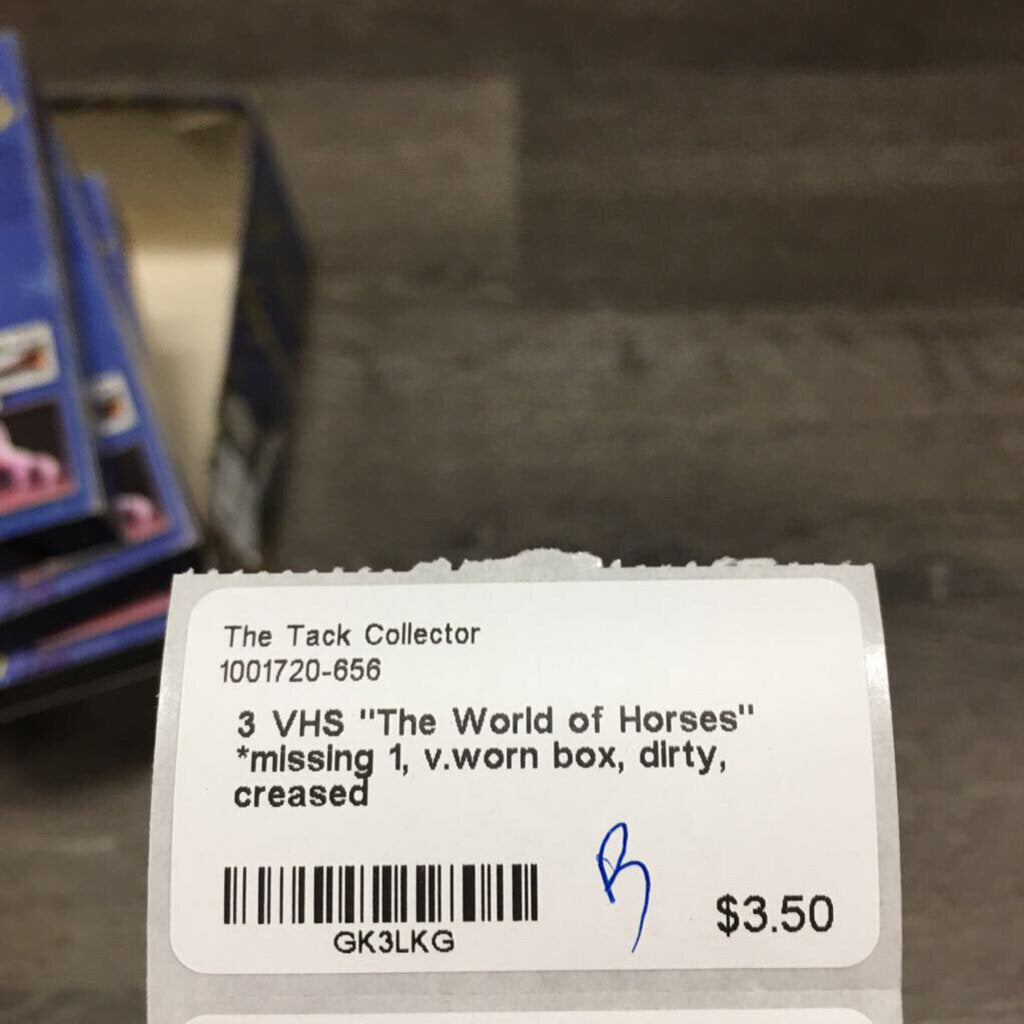 The Tack Collector
1001720-656
3 VHS "The World of Horses"
*missing 1, v.worn box, dirty,
creased
GK3LKG
$3.50